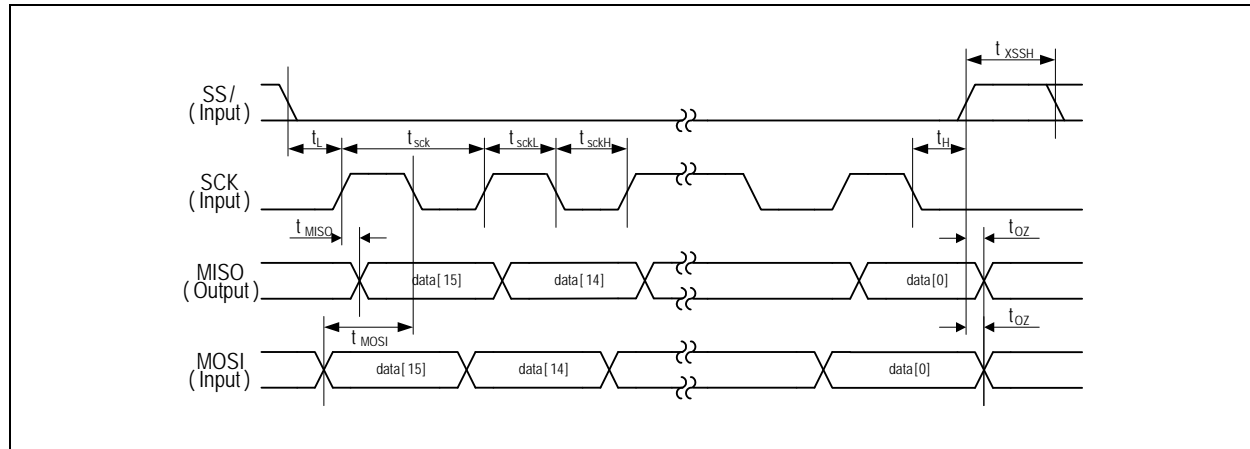 t XSSH
SS/
( Input)
t L t sck t sckL t sckH t H
SCK
( Input)
t MISO t OZ
MISO
( Output)
data[ 15] data[ 14] data[0]
t OZ
t MOSI
MOSI
(Input)
data[ 15] data[ 14] data[0]